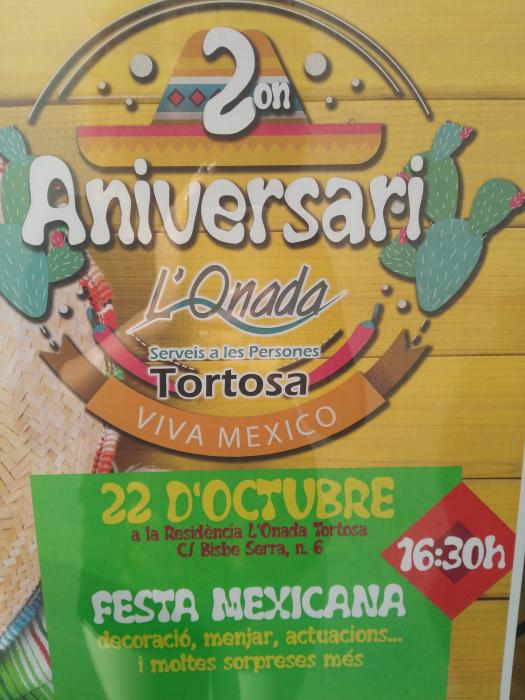 2on
Aniversari
L'Onada
Serveis a les Persones
Tortosa
VIVA MEXICO
22 D'OCTUBRE
a la Residència L'Onada Tortosa
C/ Bisbe Serra, n. 6
16:30h
FESTA MEXICANA
decoració, menjar, actuacions...
i moltes sorpreses més